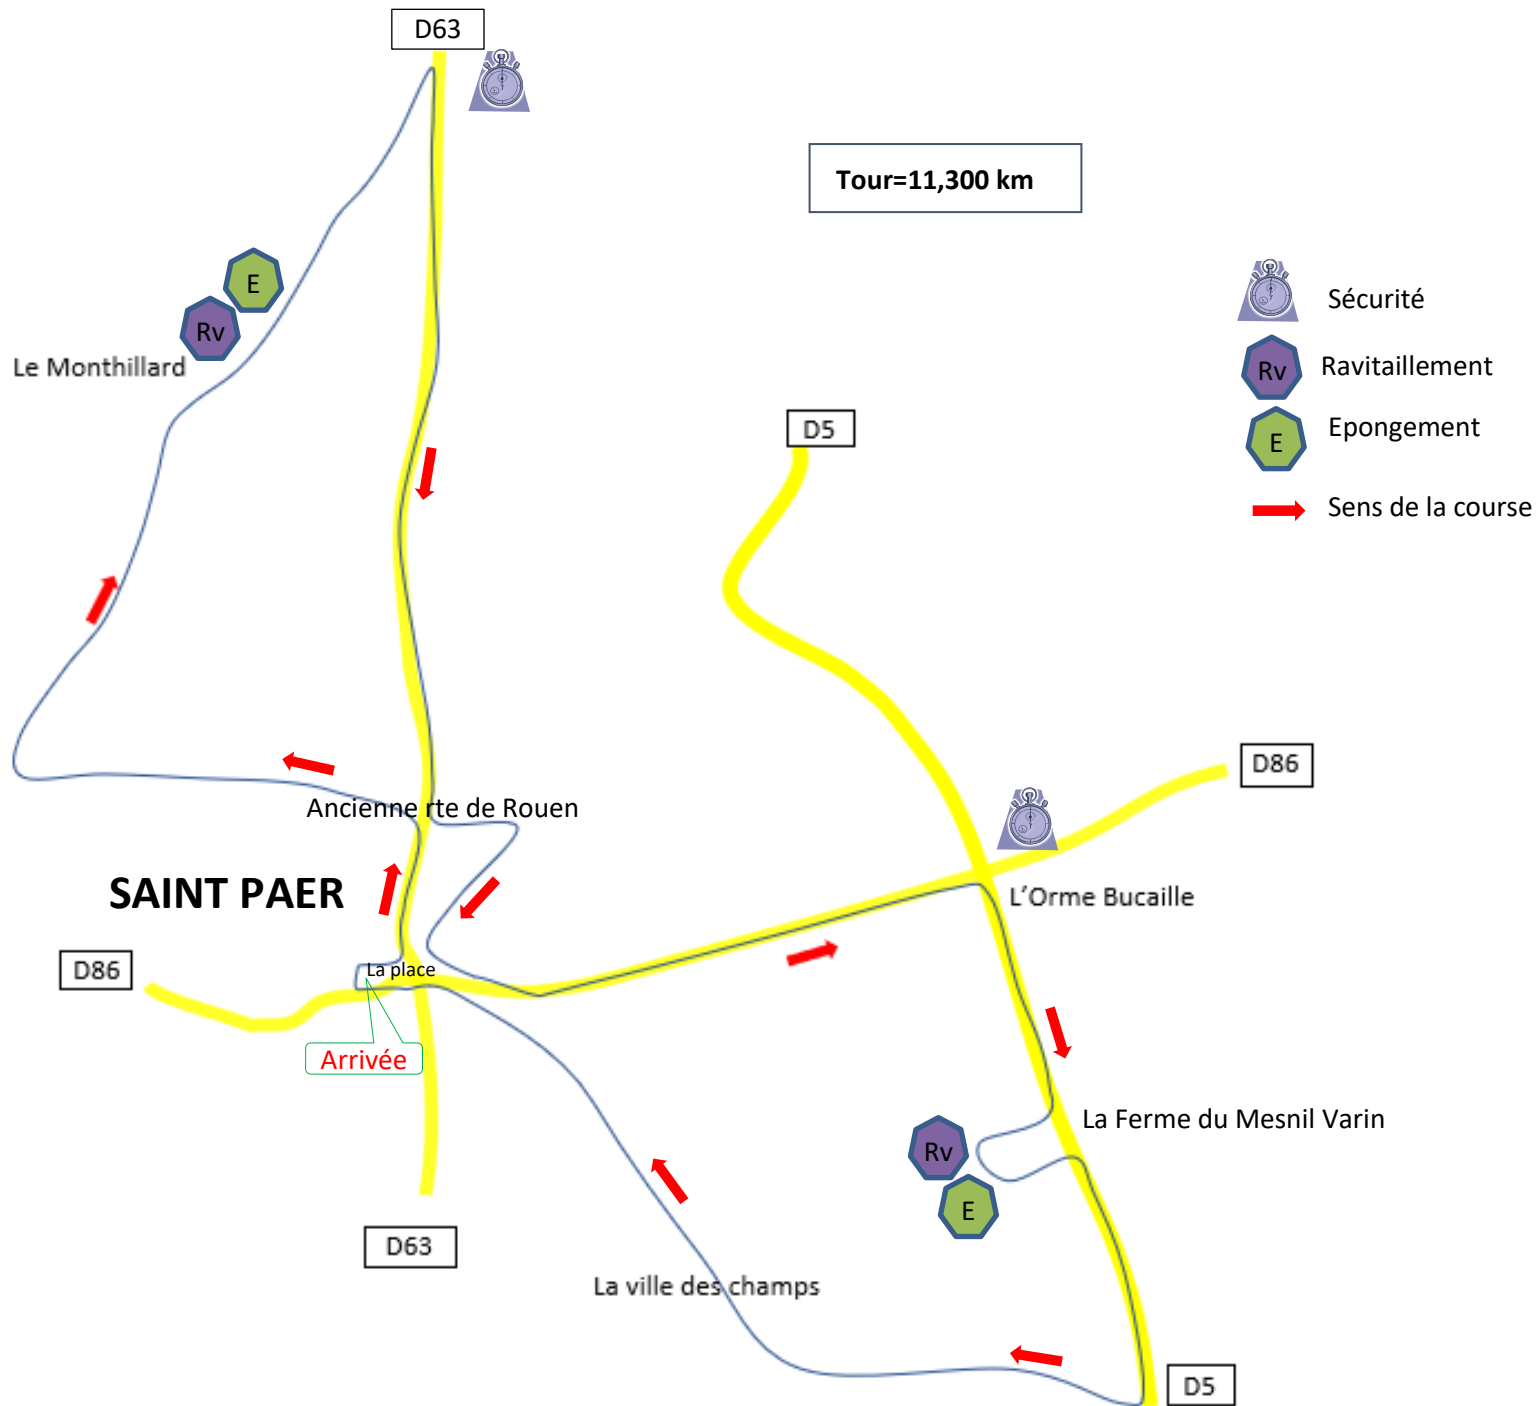 D63
Tour=11,300 km
E
Rv
Le Monthillard
Sécurité
Rv
Ravitaillement
E
Epongement
Sens de la course
D5
D86
Ancienne rte de Rouen
SAINT PAER
L'Orme Bucaille
D86
La place
Arrivée
La Ferme du Mesnil Varin
Rv
E
D63
La ville des champs
D5